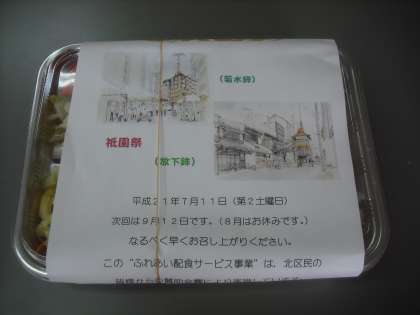 (菊水鉾)
祇園祭
(放下鉾)
平成21年7月11日(第2土曜日)
次回は9月12日です。(8月はお休みです。)
なるべく早くお召し上がりください。
この“ふれあい配食サービス事業”は、北区民の